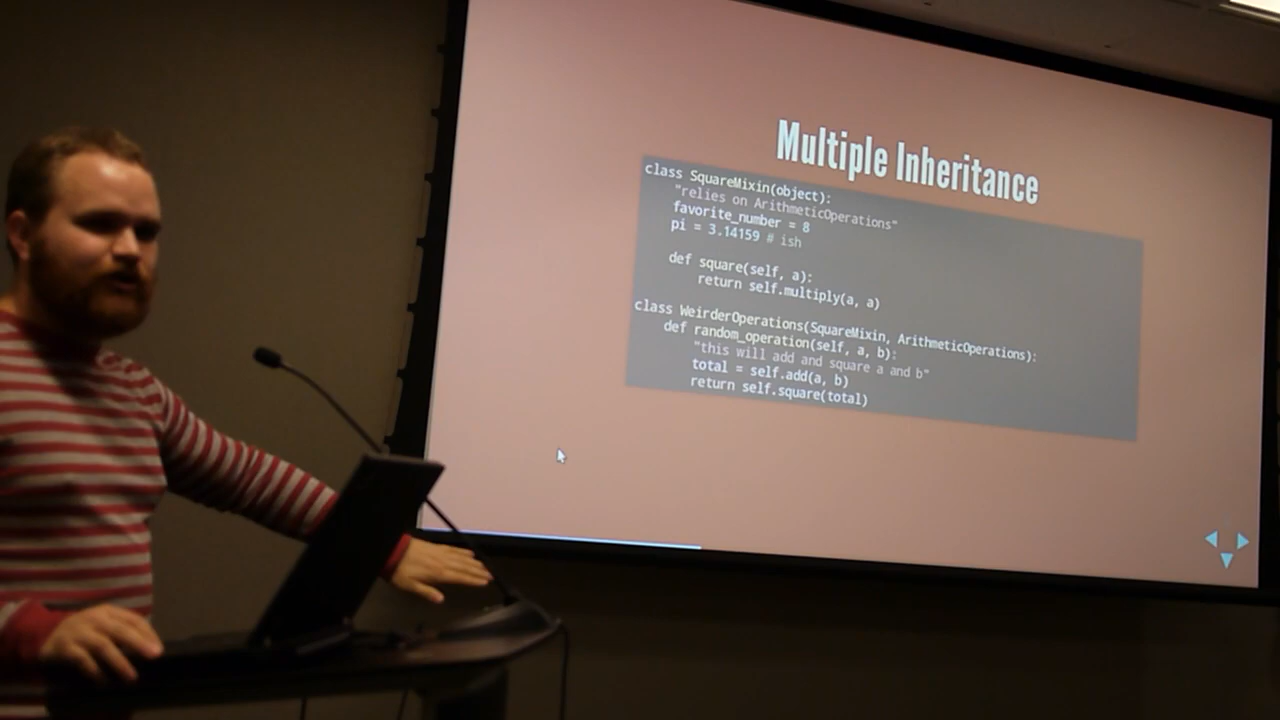 Multiple Inheritance
class SquareMixin(object):
    "relies on ArithmeticOperations"
    favorite_number = 8
    pi = 3.14159 # ish
    def square(self, a):
        return self.multiply(a, a)
class WeirderOperations(SquareMixin, ArithmeticOperations):
    def random_operation(self, a, b):
        "this will add and square a and b"
        total = self.add(a, b)
        return self.square(total)